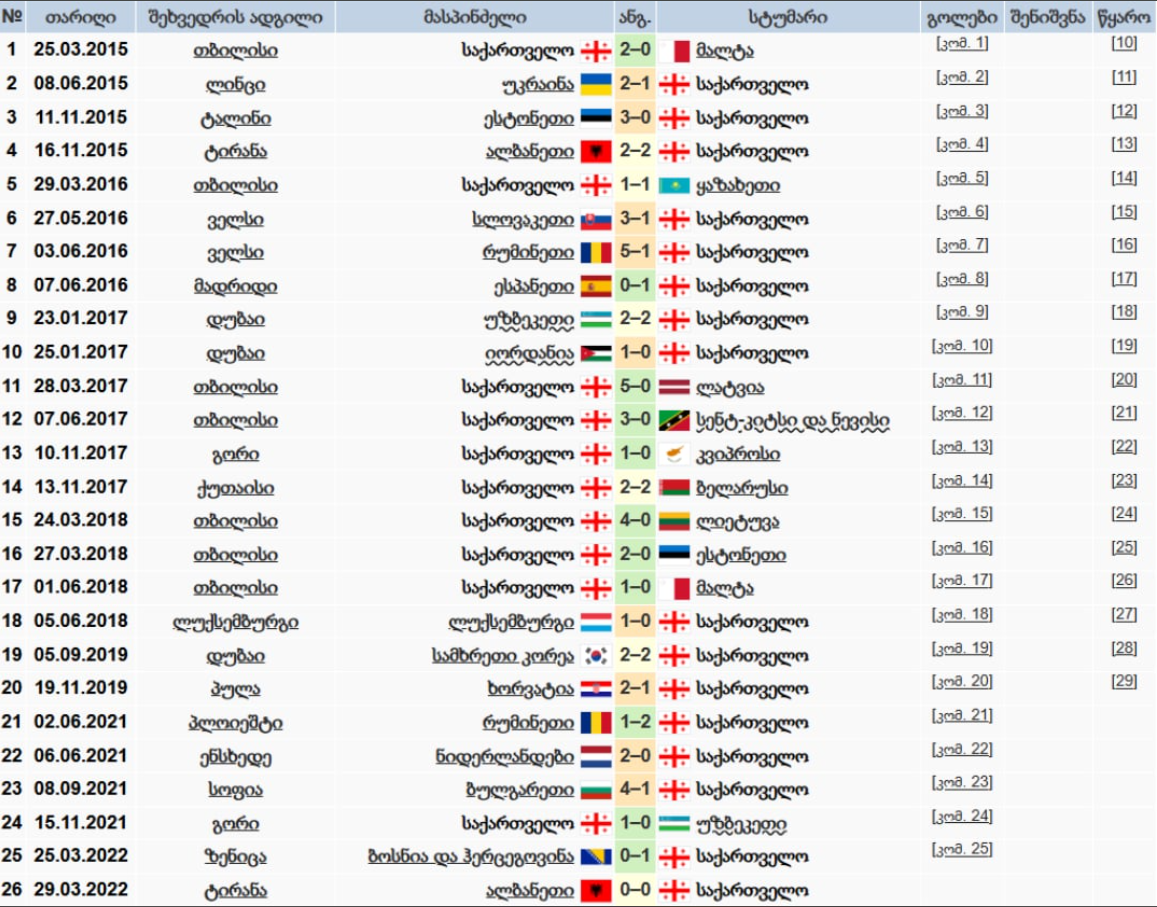 № თარიღი შეხვედრის ადგილი მასპინძელი ანგ. სტუმარი გოლები შენიშვნა წყარო
1 25.03.2015 თბილისი საქართველო 2–0 მალტა [კომ. 1] [10]
2 08.06.2015 ლინცი უკრაინა 2–1 საქართველო [კომ. 2] [11]
3 11.11.2015 ტალინი ესტონეთი 3–0 საქართველო [კომ. 3] [12]
4 16.11.2015 ტირანა ალბანეთი 2–2 საქართველო [კომ. 4] [13]
5 29.03.2016 თბილისი საქართველო 1–1 ყაზახეთი [კომ. 5] [14]
6 27.05.2016 ველსი სლოვაკეთი 3–1 საქართველო [კომ. 6] [15]
7 03.06.2016 ველსი რუმინეთი 5–1 საქართველო [კომ. 7] [16]
8 07.06.2016 მადრიდი ესპანეთი 0–1 საქართველო [კომ. 8] [17]
9 23.01.2017 დუბაი უზბეკეთი 2–2 საქართველო [კომ. 9] [18]
10 25.01.2017 დუბაი იორდანია 1–0 საქართველო [კომ. 10] [19]
11 28.03.2017 თბილისი საქართველო 5–0 ლატვია [კომ. 11] [20]
12 07.06.2017 თბილისი საქართველო 3–0 სენტ-კიტსი და ნევისი [კომ. 12] [21]
13 10.11.2017 გორი საქართველო 1–0 კვიპროსი [კომ. 13] [22]
14 13.11.2017 ქუთაისი საქართველო 2–2 ბელარუსი [კომ. 14] [23]
15 24.03.2018 თბილისი საქართველო 4–0 ლიეტუვა [კომ. 15] [24]
16 27.03.2018 თბილისი საქართველო 2–0 ესტონეთი [კომ. 16] [25]
17 01.06.2018 თბილისი საქართველო 1–0 მალტა [კომ. 17] [26]
18 05.06.2018 ლუქსემბურგი ლუქსემბურგი 1–0 საქართველო [კომ. 18] [27]
19 05.09.2019 დუბაი სამხრეთი კორეა 2–2 საქართველო [კომ. 19] [28]
20 19.11.2019 პულა ხორვატია 2–1 საქართველო [კომ. 20] [29]
21 02.06.2021 პლოიეშტი რუმინეთი 1–2 საქართველო [კომ. 21]
22 06.06.2021 ენსხედე ნიდერლანდები 2–0 საქართველო [კომ. 22]
23 08.09.2021 სოფია ბულგარეთი 4–1 საქართველო [კომ. 23]
24 15.11.2021 გორი საქართველო 1–0 უზბეკეთი [კომ. 24]
25 25.03.2022 ზენიცა ბოსნია და ჰერცეგოვინა 0–1 საქართველო [კომ. 25]
26 29.03.2022 ტირანა ალბანეთი 0–0 საქართველო